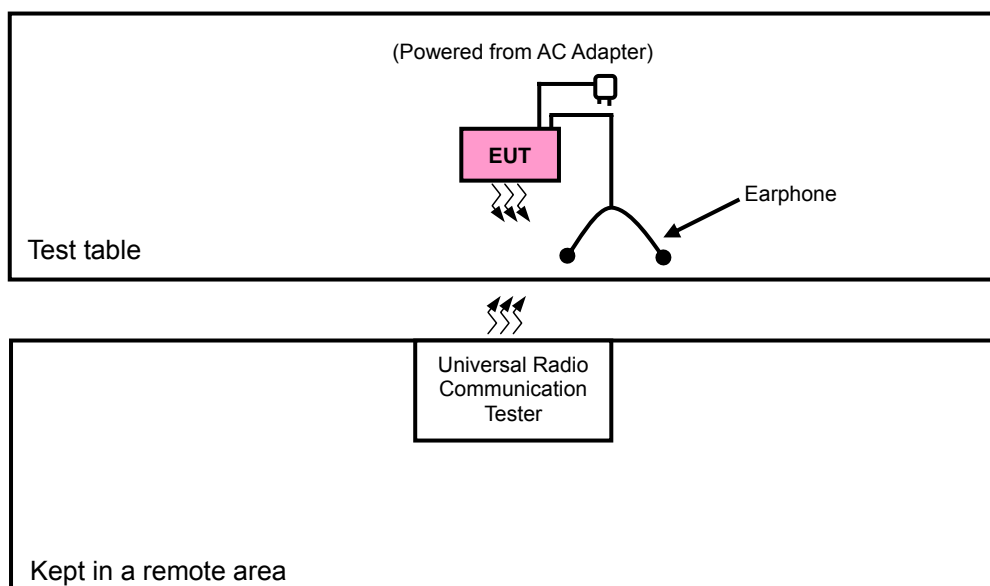 (Powered from AC Adapter)
EUT
Earphone
Test table
Universal Radio
Communication
Tester
Kept in a remote area